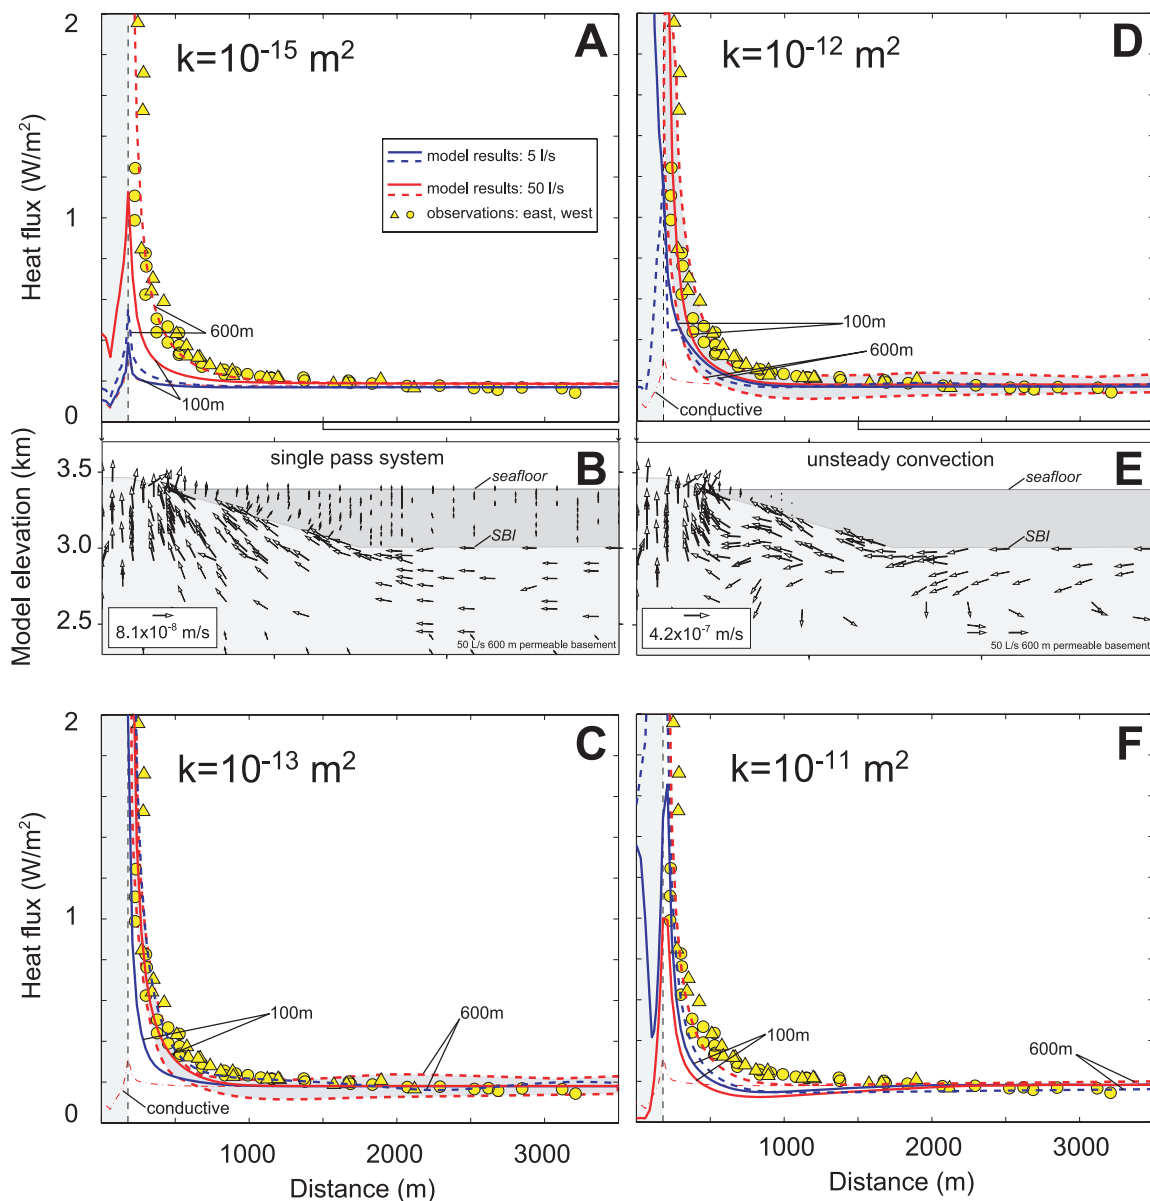 A
k=10⁻¹⁵ m²
Heat flux (W/m²)
2
1
0
model results: 5 l/s
model results: 50 l/s
observations: east, west
600m
100m
D
k=10⁻¹² m²
100m
600m
conductive
B
single pass system
Model elevation (km)
3.5
3.0
2.5
seafloor
SBI
8.1x10⁻⁸ m/s
50 L/s 600 m permeable basement
E
unsteady convection
seafloor
SBI
4.2x10⁻⁷ m/s
50 L/s 600 m permeable basement
C
k=10⁻¹³ m²
Heat flux (W/m²)
2
1
0
100m
600m
conductive
1000
2000
3000
Distance (m)
F
k=10⁻¹¹ m²
100m
600m
1000
2000
3000
Distance (m)